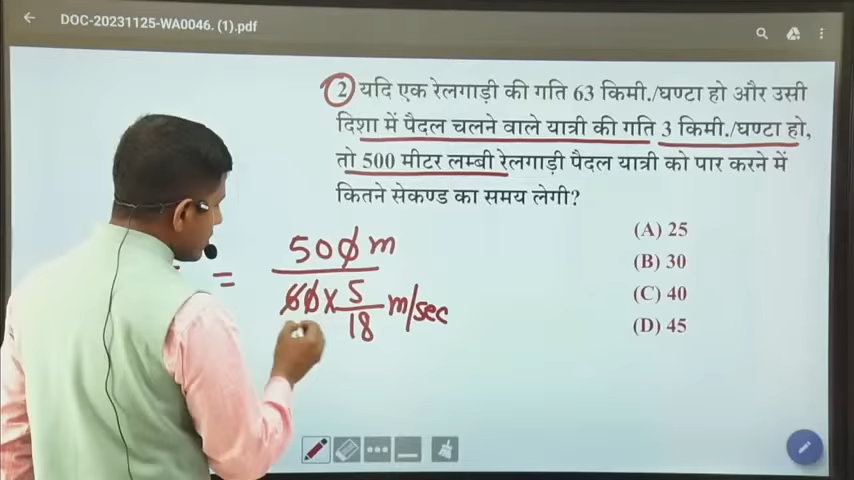 DOC-20231125-WA0046. (1).pdf
2 यदि एक रेलगाड़ी की गति 63 किमी./घण्टा हो और उसी
दिशा में पैदल चलने वाले यात्री की गति 3 किमी./घण्टा हो,
तो 500 मीटर लम्बी रेलगाड़ी पैदल यात्री को पार करने में
कितने सेकण्ड का समय लेगी?
(A) 25
(B) 30
(C) 40
(D) 45
= 500 m
60 x 5/18 m/sec